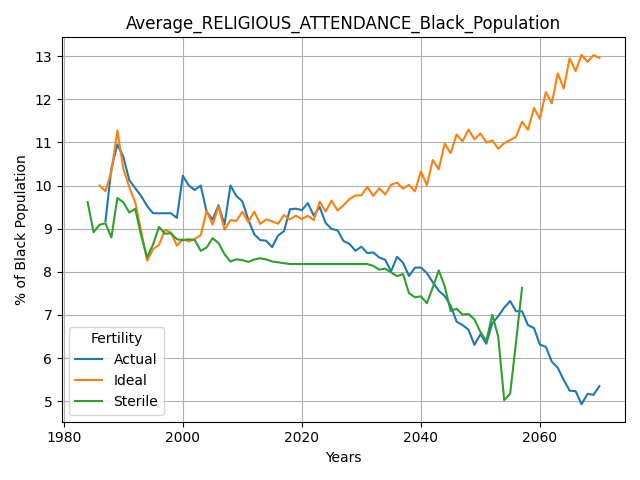 Average_RELIGIOUS_ATTENDANCE_Black_Population
% of Black Population
13
12
11
10
9
8
7
6
5
Fertility
Actual
Ideal
Sterile
1980 2000 2020 2040 2060
Years